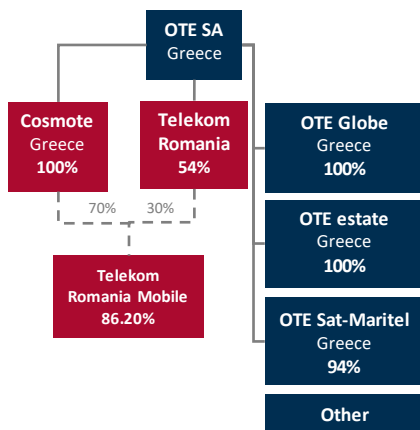 OTE SA
Greece
Cosmote
Greece
100%
Telekom
Romania
54%
70%
30%
Telekom
Romania Mobile
86.20%
OTE Globe
Greece
100%
OTE estate
Greece
100%
OTE Sat-Maritel
Greece
94%
Other